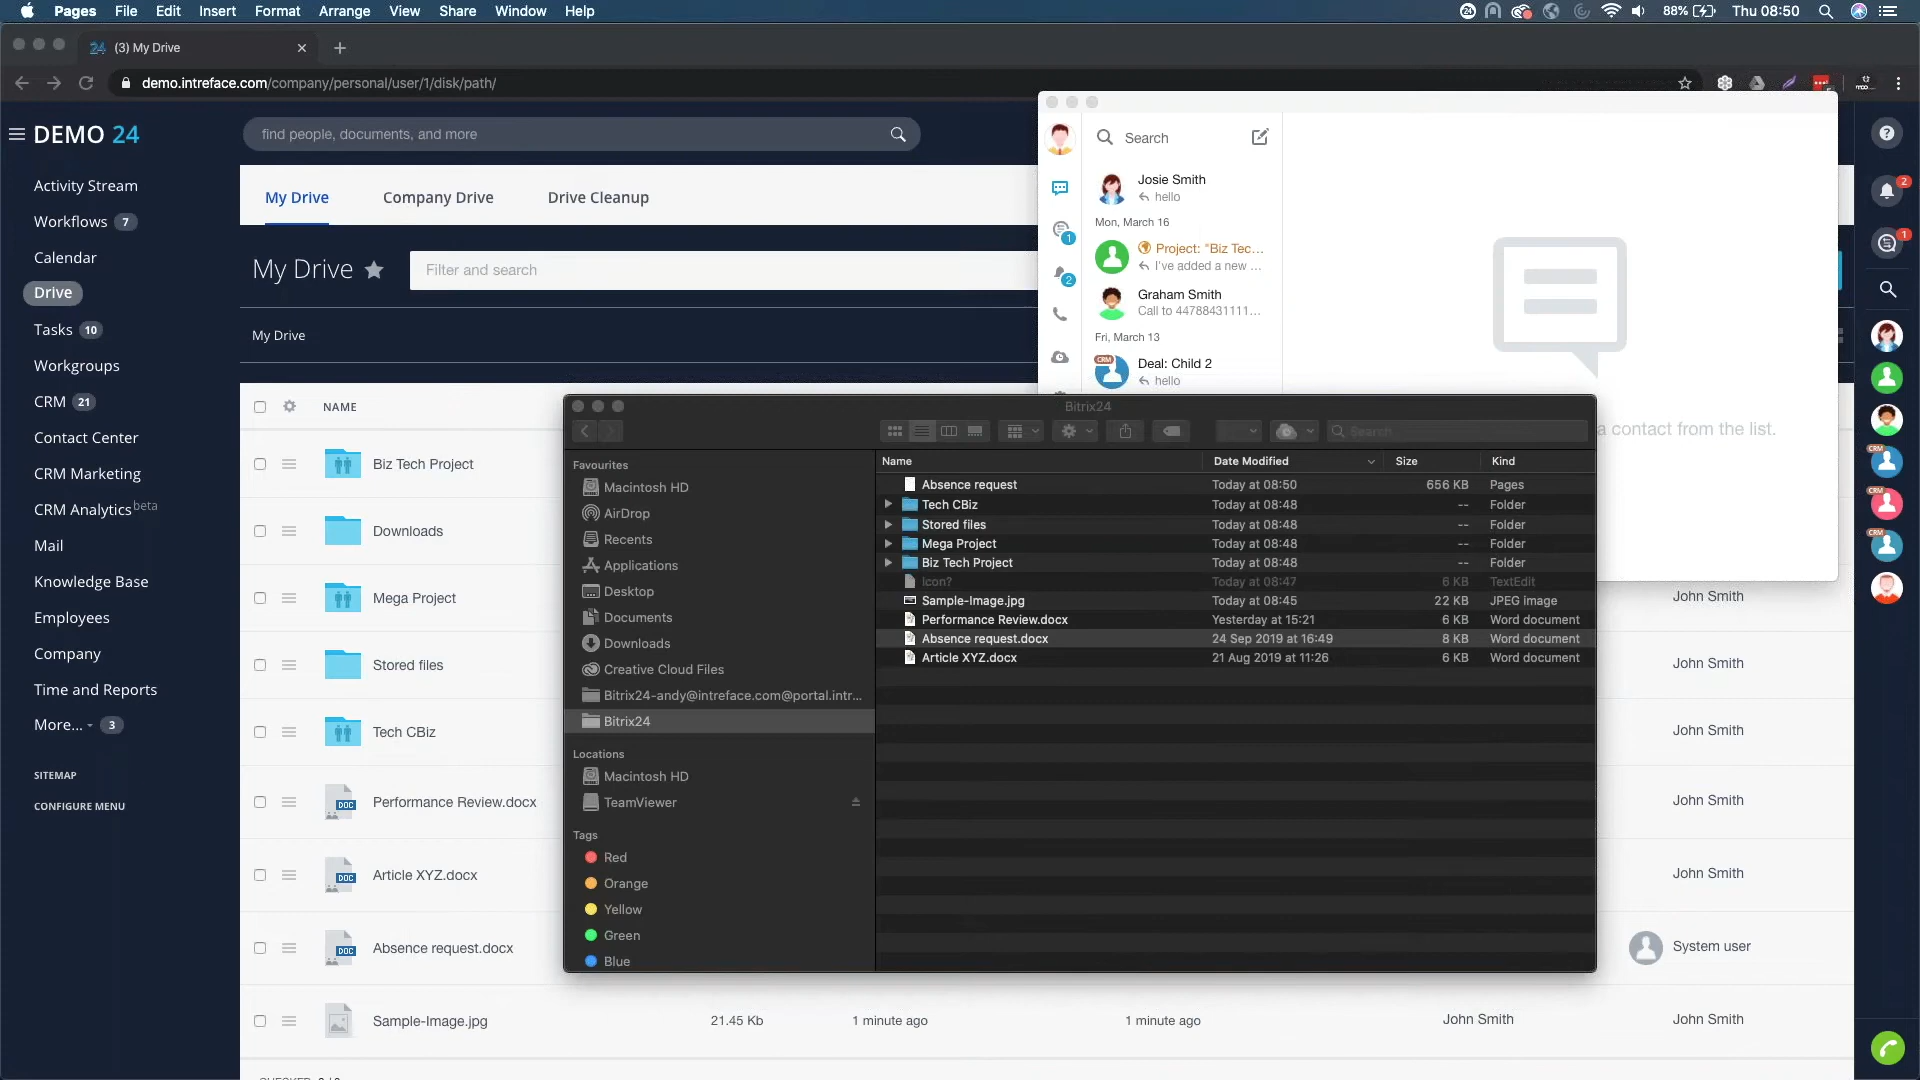 Pages File Edit Insert Format Arrange View Share Window Help
88% Thu 08:50
(3) My Drive
demo.intreface.com/company/personal/user/1/disk/path/
DEMO 24
find people, documents, and more
Activity Stream
Workflows 7
Calendar
Drive
Tasks 10
Workgroups
CRM 21
Contact Center
CRM Marketing
CRM Analytics beta
Mail
Knowledge Base
Employees
Company
Time and Reports
More... 3
SITEMAP
CONFIGURE MENU
My Drive Company Drive Drive Cleanup
My Drive
Filter and search
My Drive
NAME
Biz Tech Project
Downloads
Mega Project
Stored files
Tech CBiz
DOC Performance Review.docx
DOC Article XYZ.docx
DOC Absence request.docx
Sample-Image.jpg 21.45 Kb 1 minute ago 1 minute ago John Smith John Smith
John Smith
John Smith
John Smith
John Smith
John Smith
System user
Search
Josie Smith
hello
Mon, March 16
Project: "Biz Tec...
I've added a new ...
Graham Smith
Call to 44788431111...
Fri, March 13
CRM Deal: Child 2
hello
1
2
a contact from the list.
2
1
CRM
CRM
CRM
Bitrix24
Search
Favourites
Macintosh HD
AirDrop
Recents
Applications
Desktop
Documents
Downloads
Creative Cloud Files
Bitrix24-andy@intreface.com@portal.intr...
Bitrix24
Locations
Macintosh HD
TeamViewer
Tags
Red
Orange
Yellow
Green
Blue
Name Date Modified Size Kind
Absence request Today at 08:50 656 KB Pages
Tech CBiz Today at 08:48 -- Folder
Stored files Today at 08:48 -- Folder
Mega Project Today at 08:48 -- Folder
Biz Tech Project Today at 08:48 -- Folder
Icon? Today at 08:47 6 KB TextEdit
Sample-Image.jpg Today at 08:45 22 KB JPEG image
Performance Review.docx Yesterday at 15:21 6 KB Word document
Absence request.docx 24 Sep 2019 at 16:49 8 KB Word document
Article XYZ.docx 21 Aug 2019 at 11:26 6 KB Word document